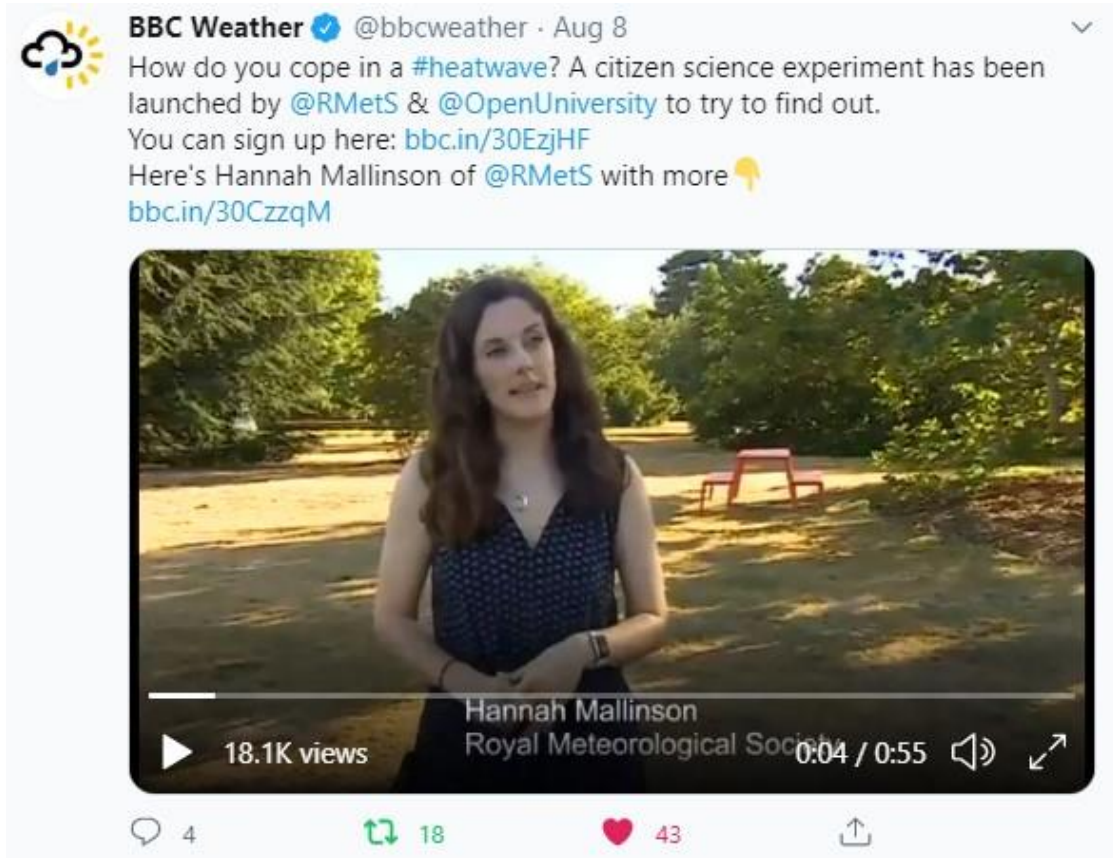 BBC Weather @bbcweather · Aug 8
How do you cope in a #heatwave? A citizen science experiment has been
launched by @RMetS & @OpenUniversity to try to find out.
You can sign up here: bbc.in/30EzjHF
Here's Hannah Mallinson of @RMetS with more👇
bbc.in/30CzzqM
Hannah Mallinson
Royal Meteorological Society
18.1K views
0:04 / 0:55
4
18
43